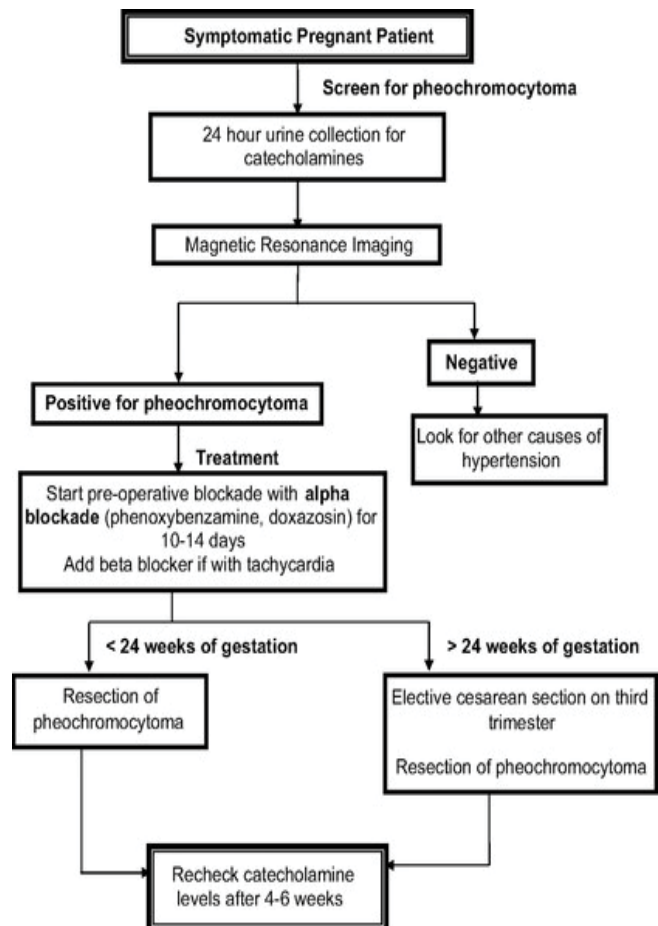 Symptomatic Pregnant Patient
Screen for pheochromocytoma
24 hour urine collection for
catecholamines
Magnetic Resonance Imaging
Negative
Positive for pheochromocytoma
Look for other causes of
hypertension
Treatment
Start pre-operative blockade with alpha
blockade (phenoxybenzamine, doxazosin) for
10-14 days
Add beta blocker if with tachycardia
< 24 weeks of gestation
> 24 weeks of gestation
Resection of
pheochromocytoma
Elective cesarean section on third
trimester
Resection of pheochromocytoma
Recheck catecholamine
levels after 4-6 weeks